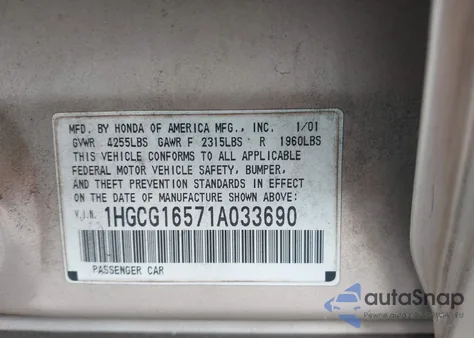 MFD. BY HONDA OF AMERICA MFG., INC. 1/01
GVWR 4255LBS GAWR F 2315LBS R 1960LBS
THIS VEHICLE CONFORMS TO ALL APPLICABLE
FEDERAL MOTOR VEHICLE SAFETY, BUMPER,
AND THEFT PREVENTION STANDARDS IN EFFECT
ON THE DATE OF MANUFACTURE SHOWN ABOVE:
V.I.N. 1HGCG16571A033690
PASSENGER CAR
autoSnap